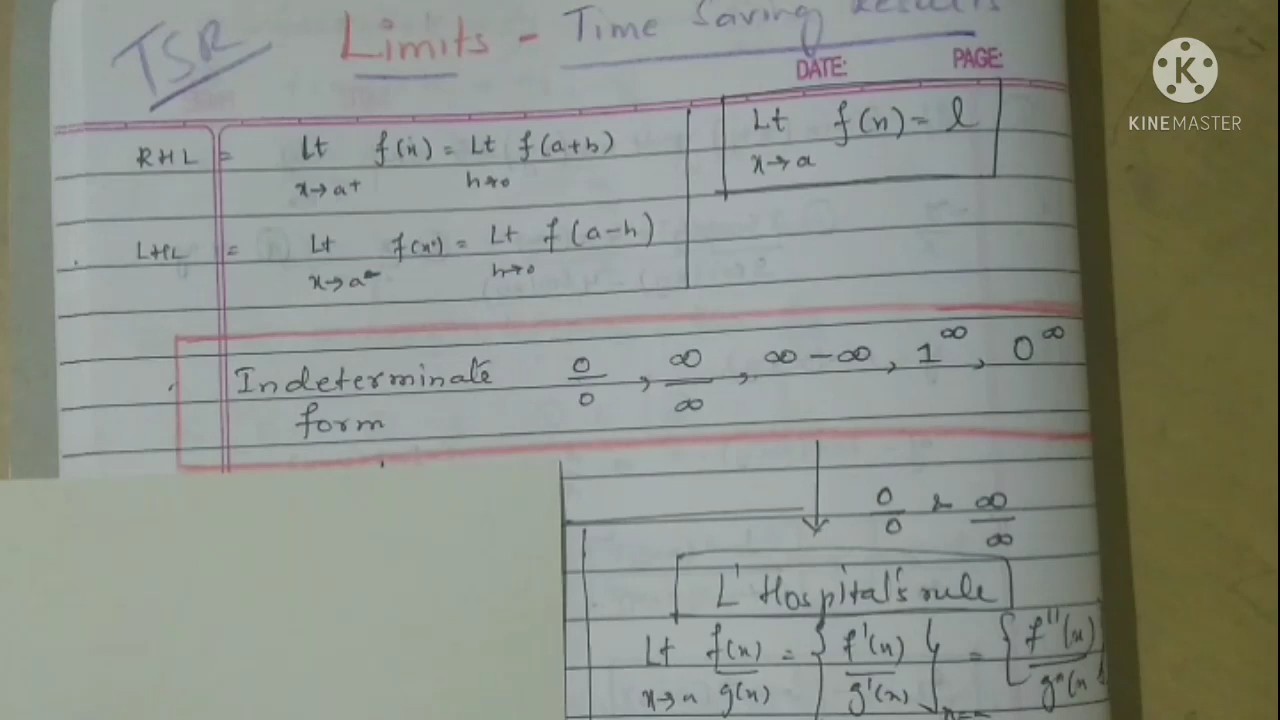 TSR Limits - Time Saving Results
DATE: PAGE:
K
KINEMASTER
RHL = Lt f(x) = Lt f(a+h)
x→a+ h→0
Lt f(x) = l
x→a
LHL = Lt f(x) = Lt f(a-h)
x→a- h→0
Indeterminate form 0/0, ∞/∞, ∞-∞, 1^∞, 0^∞
0/0 & ∞/∞
L'Hospital's rule
Lt f(x)/g(x) = {f'(x)/g'(x)} = {f''(x)/g''(x)
x→a